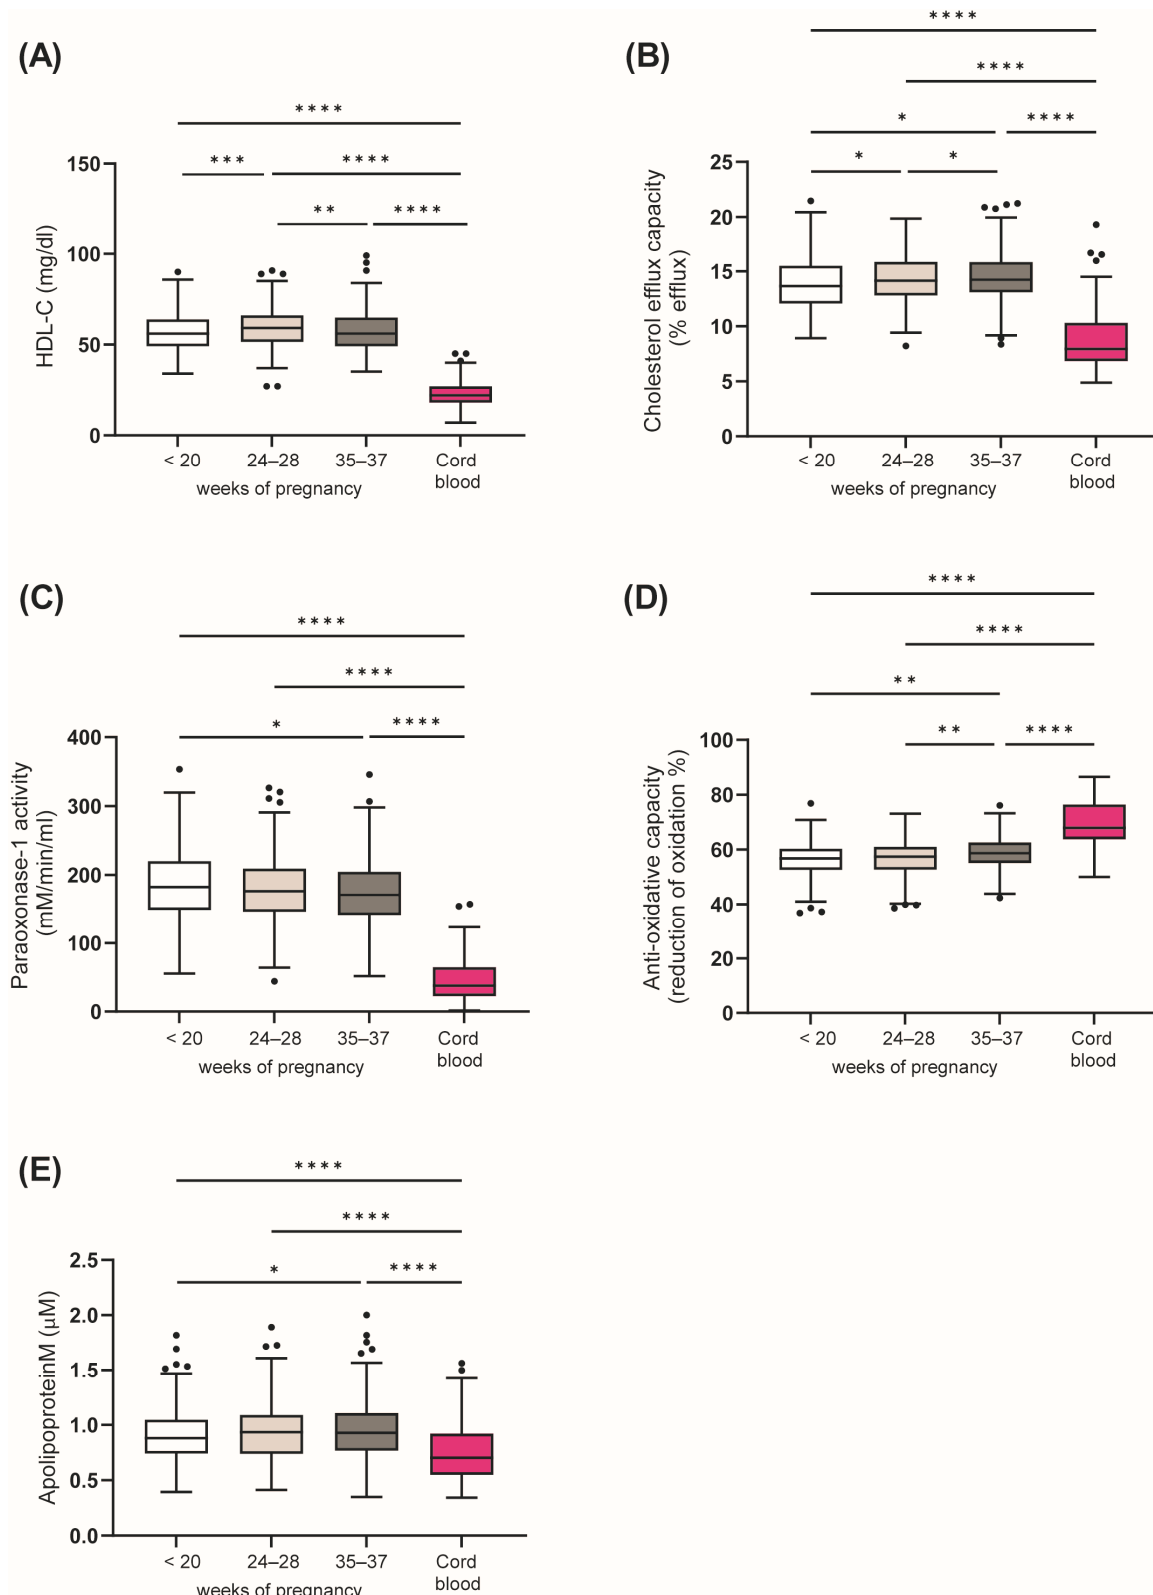 (A)
****
***
****
**
****
150
100
50
0
HDL-C (mg/dl)
< 20
24–28
35–37
Cord
blood
weeks of pregnancy
(B)
****
****
*
****
*
*
25
20
15
10
5
0
Cholesterol efflux capacity
(% efflux)
< 20
24–28
35–37
Cord
blood
weeks of pregnancy
(C)
****
****
*
****
400
300
200
100
0
Paraoxonase-1 activity
(mM/min/ml)
< 20
24–28
35–37
Cord
blood
weeks of pregnancy
(D)
****
****
**
**
****
100
80
60
40
20
0
Anti-oxidative capacity
(reduction of oxidation %)
< 20
24–28
35–37
Cord
blood
weeks of pregnancy
(E)
****
****
*
****
2.5
2.0
1.5
1.0
0.5
0.0
ApolipoproteinM (µM)
< 20
24–28
35–37
Cord
blood
weeks of pregnancy